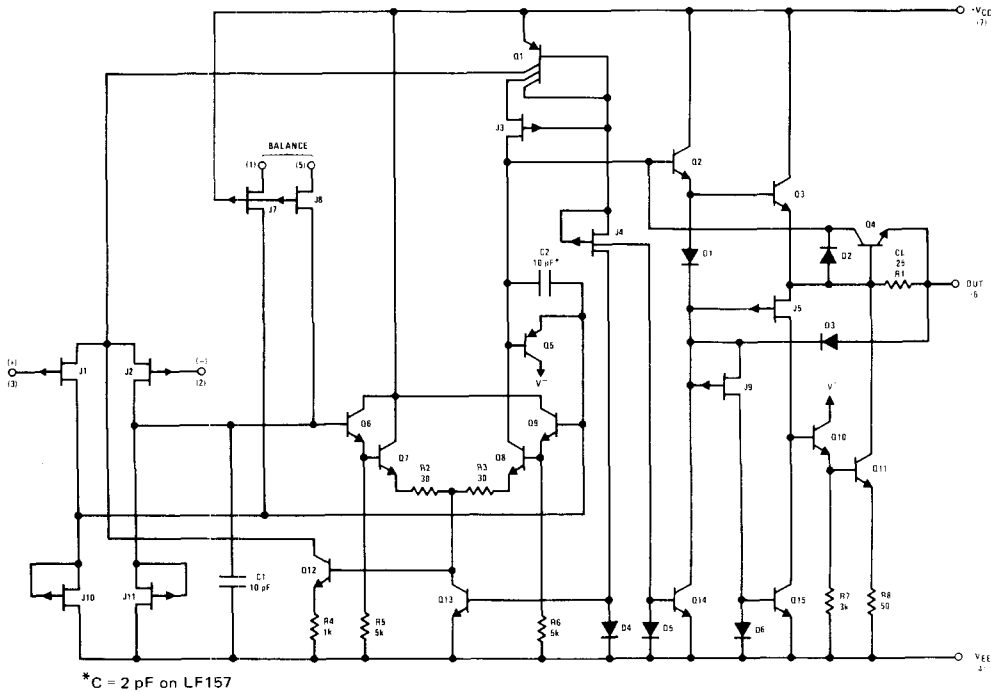 +VCC
(7)
Q1
J3
BALANCE
(1) (5)
J7 J8
Q2
Q3
Q4
J4
D1
D2
CL
25
R1
OUT
6
C2
10 pF*
J5
D3
Q5
V−
J9
(+)
(3)
J1 J2
(−)
(2)
Q6
Q9
V+
Q10
Q7
R2
30
R3
30
Q8
Q11
J10
J11
C1
10 pF
Q12
Q13
Q14
Q15
R4
1k
R5
5k
R6
5k
D4
D5
D6
R7
3k
R8
50
VEE
4
*C = 2 pF on LF157